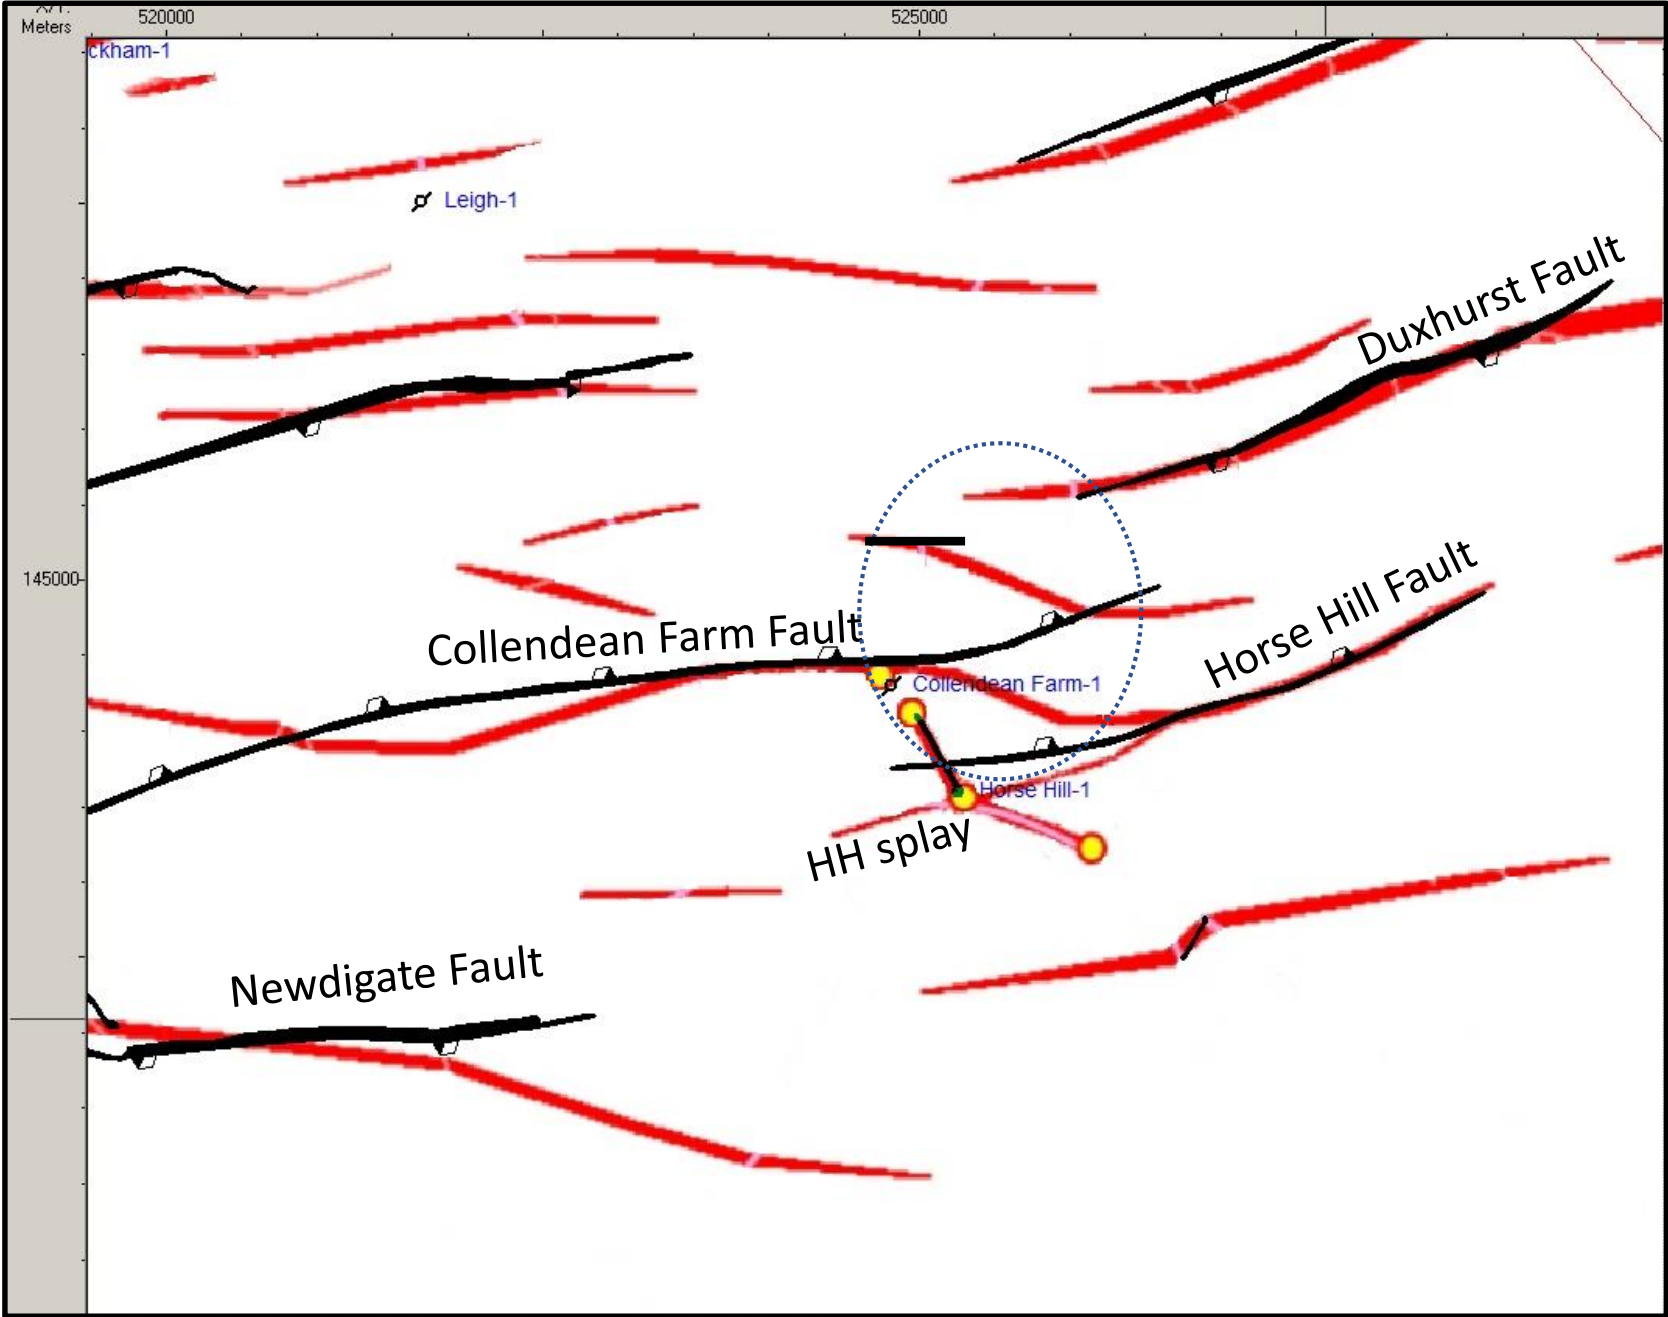 520000
525000
Meters
ckham-1
Leigh-1
Duxhurst Fault
145000
Horse Hill Fault
Collendean Farm Fault
Collendean Farm-1
Horse Hill-1
HH splay
Newdigate Fault